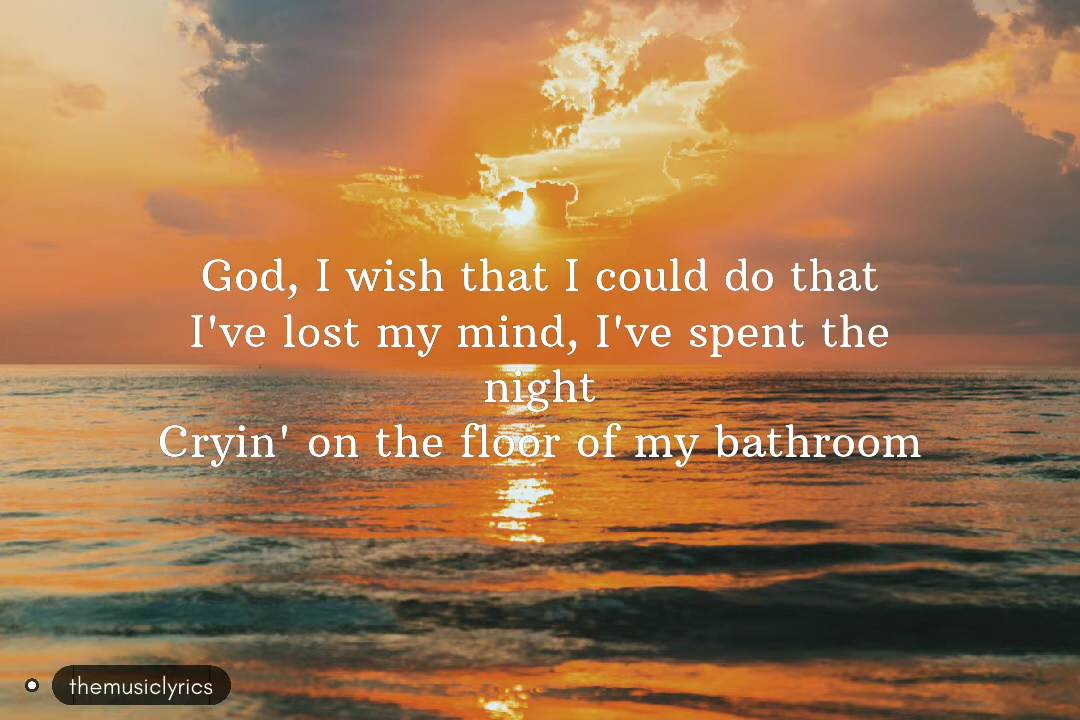 God, I wish that I could do that
I've lost my mind, I've spent the
night
Cryin' on the floor of my bathroom
themusiclyrics